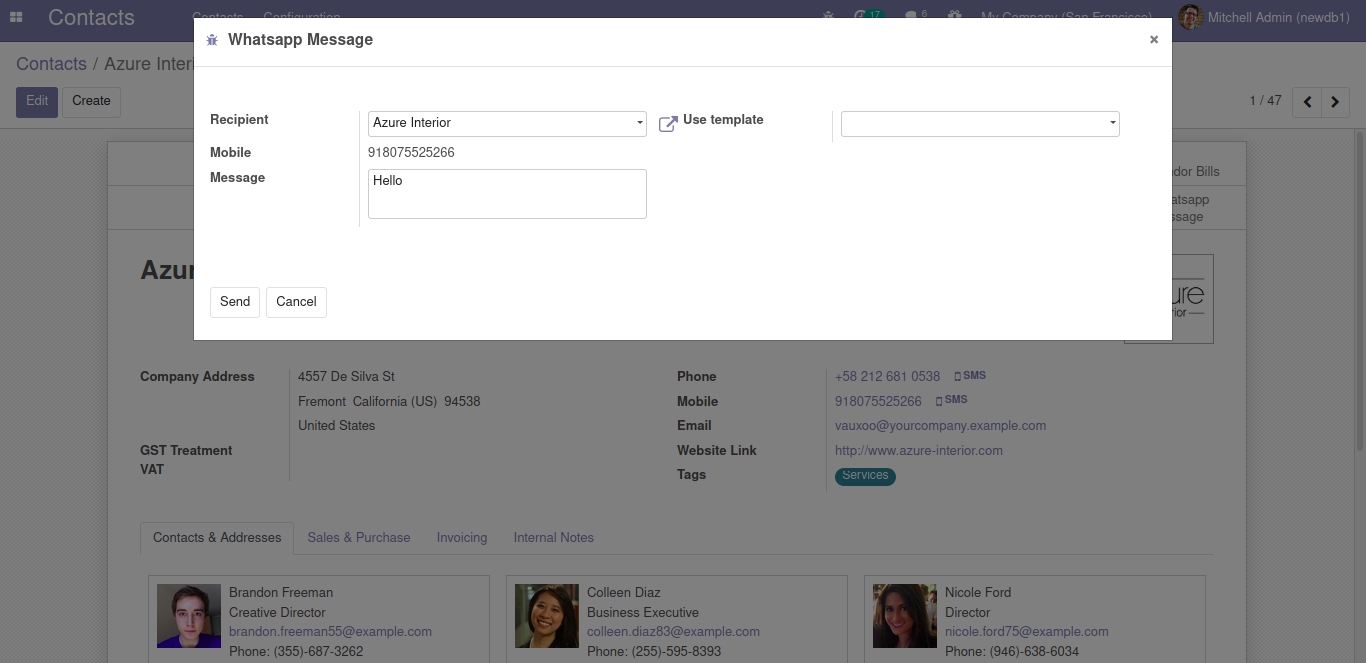 Contacts
Contacts
Configuration
17
6
My Company (San Francisco)
Mitchell Admin (newdb1)
Contacts / Azure Inter
Edit
Create
1 / 47
Whatsapp Message
×
Recipient
Azure Interior
Use template
Mobile
918075525266
Message
Hello
Send
Cancel
dor Bills
atsapp
ssage
Azur
ure
rior
Company Address
4557 De Silva St
Fremont California (US) 94538
United States
GST Treatment
VAT
Phone
+58 212 681 0538
SMS
Mobile
918075525266
SMS
Email
vauxoo@yourcompany.example.com
Website Link
http://www.azure-interior.com
Tags
Services
Contacts & Addresses
Sales & Purchase
Invoicing
Internal Notes
Brandon Freeman
Creative Director
brandon.freeman55@example.com
Phone: (355)-687-3262
Colleen Diaz
Business Executive
colleen.diaz83@example.com
Phone: (255)-595-8393
Nicole Ford
Director
nicole.ford75@example.com
Phone: (946)-638-6034